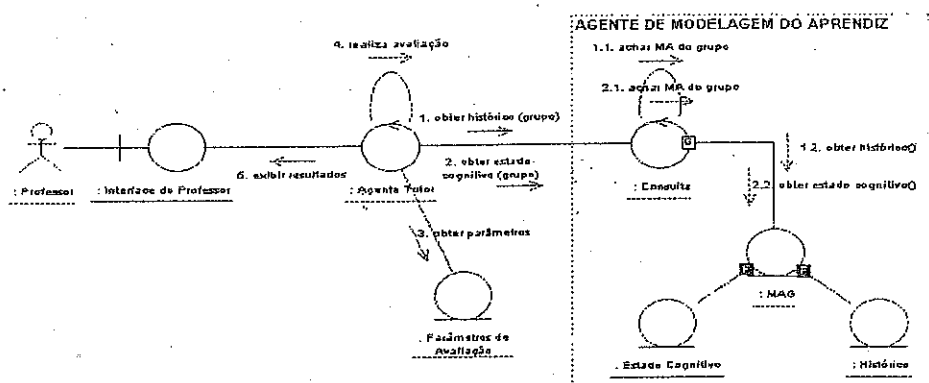 AGENTE DE MODELAGEM DO APRENDIZ
4. realiza avaliação
1.1. achar MA do grupo
2.1. achar MA do grupo
1. obter histórico (grupo)
2. obter estado
cognitivo (grupo)
1.2. obter histórico()
2.2. obter estado cognitivo()
: exibir resultados
: Professor
: Interface do Professor
: Agente Tutor
: Consulta
3. obter parâmetros
: MAG
: Parâmetros de
Avaliação
: Estado Cognitivo
: Histórico